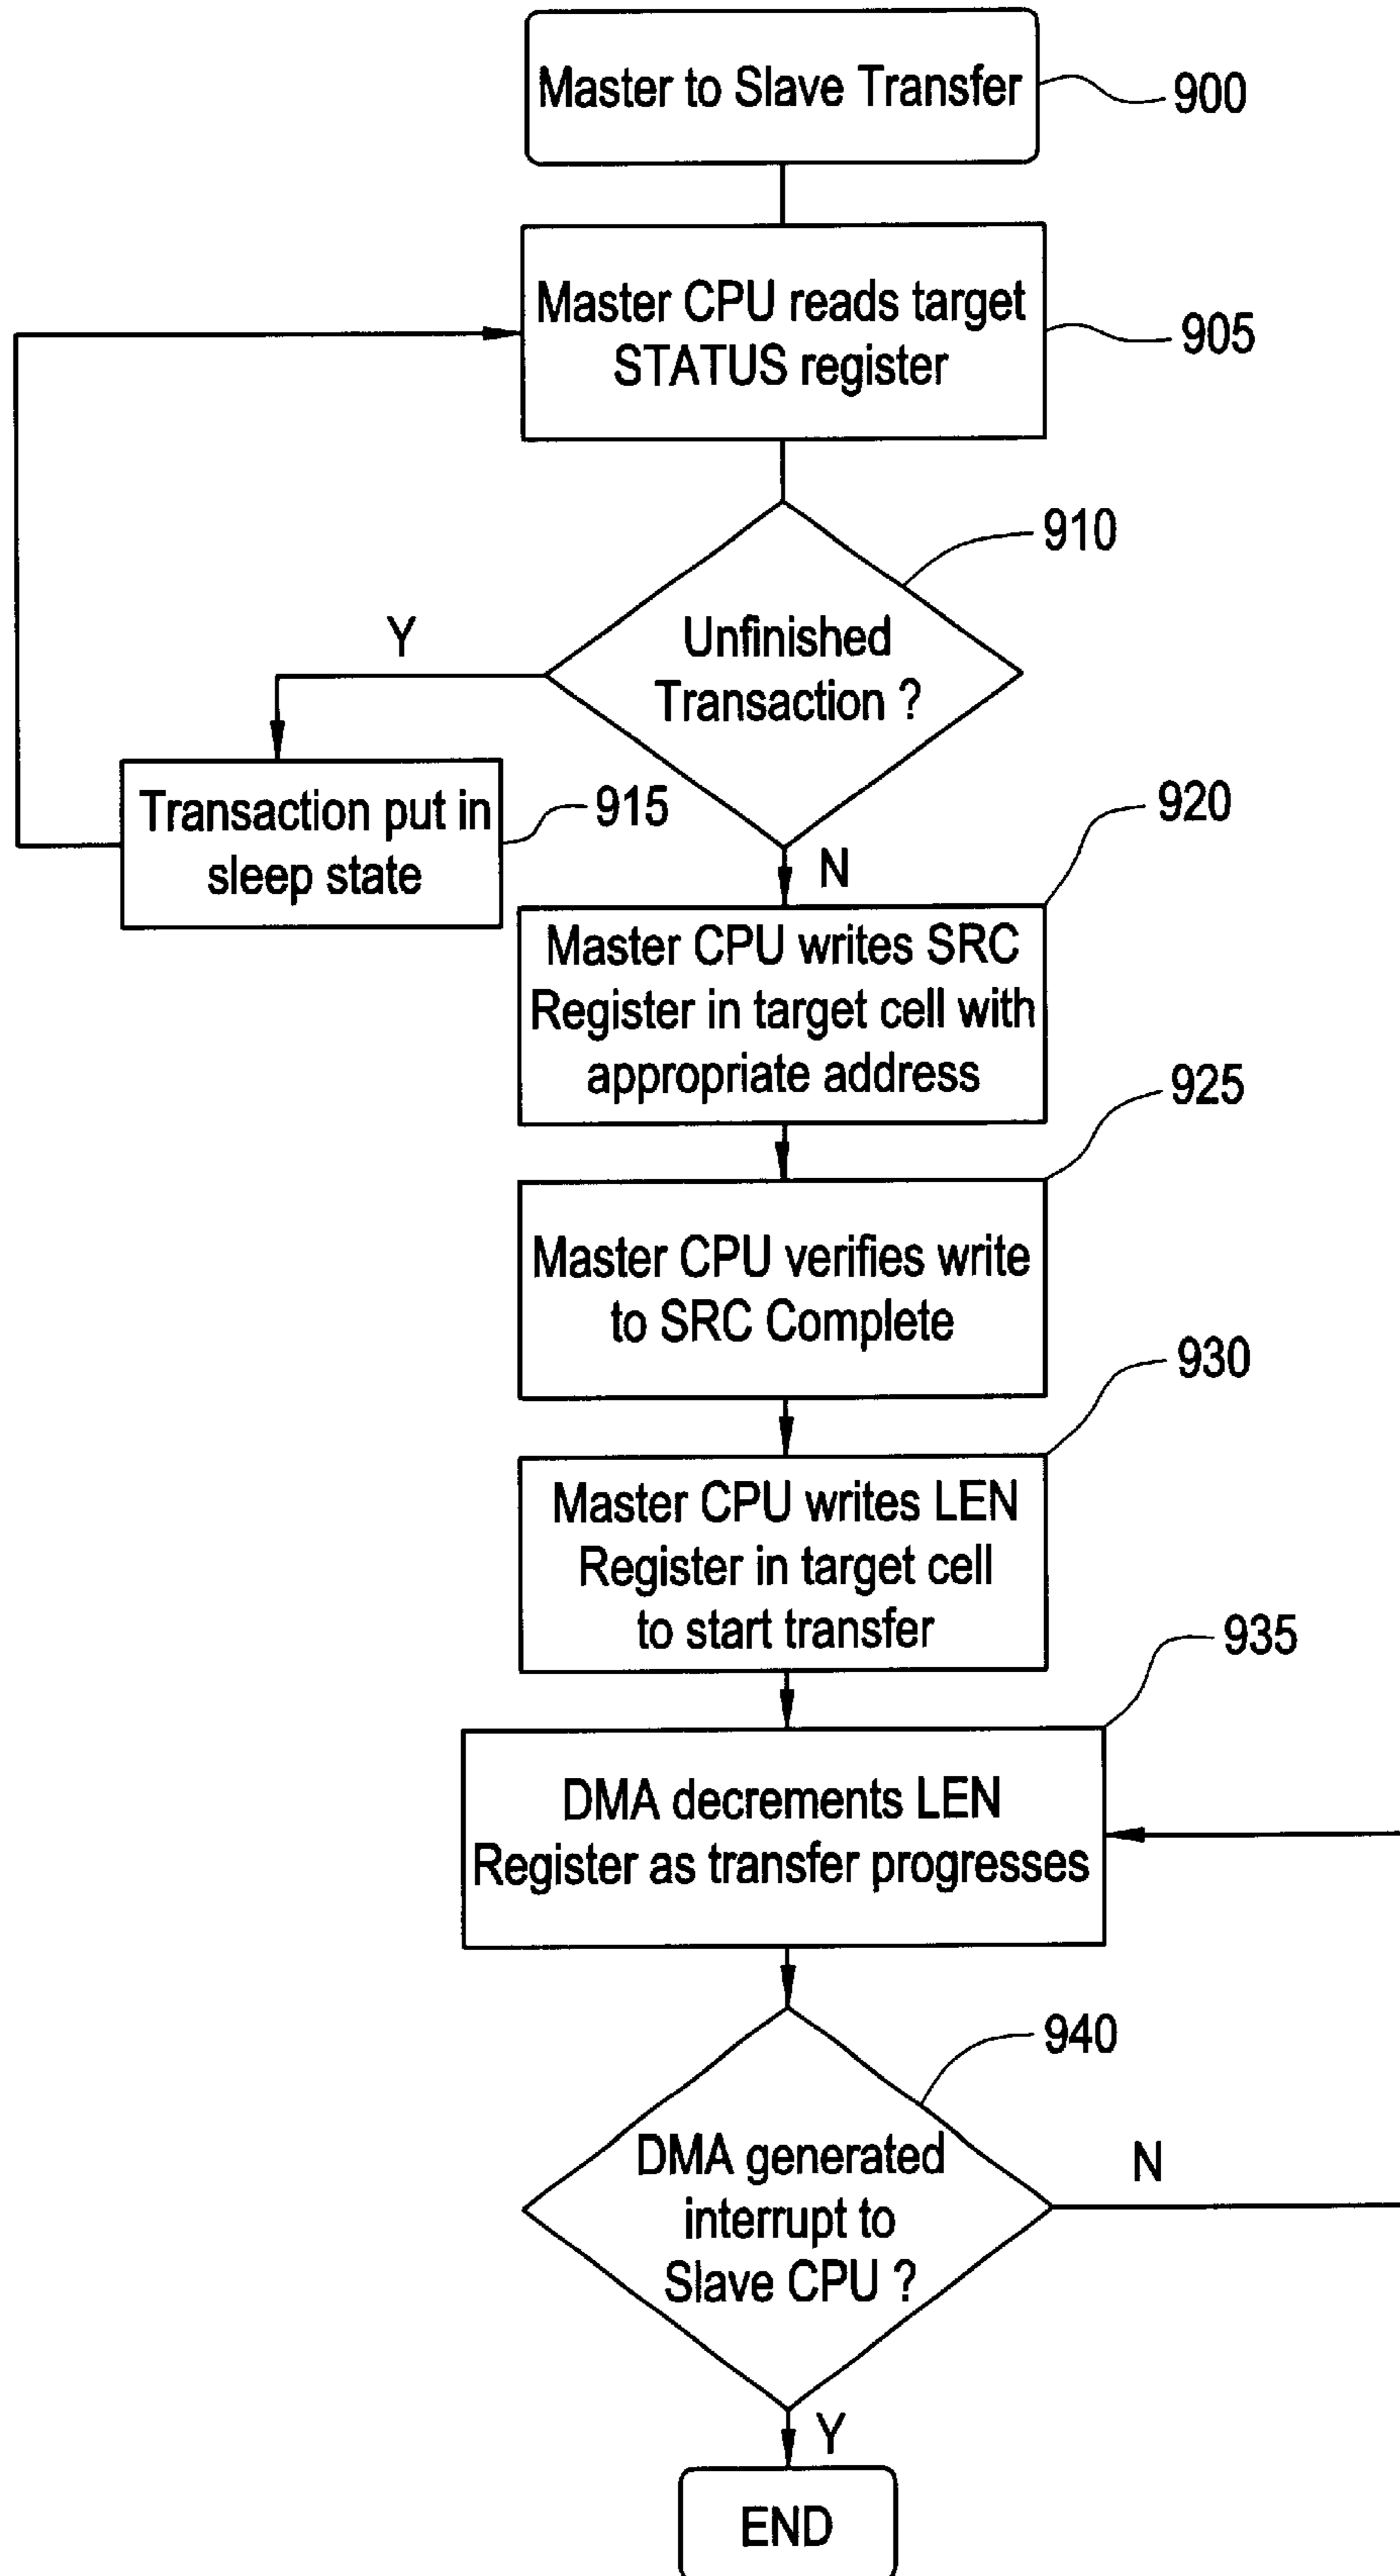 Master to Slave Transfer
900
Master CPU reads target
STATUS register
905
910
Unfinished
Transaction ?
Y
Transaction put in
sleep state
915
N
920
Master CPU writes SRC
Register in target cell with
appropriate address
925
Master CPU verifies write
to SRC Complete
930
Master CPU writes LEN
Register in target cell
to start transfer
935
DMA decrements LEN
Register as transfer progresses
940
DMA generated
interrupt to
Slave CPU ?
N
Y
END